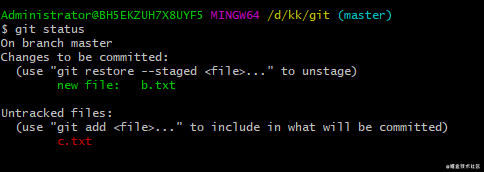 Administrator@BH5EKZUH7X8UYF5 MINGW64 /d/kk/git (master)
$ git status
On branch master
Changes to be committed:
  (use "git restore --staged <file>..." to unstage)
        new file:   b.txt

Untracked files:
  (use "git add <file>..." to include in what will be committed)
        c.txt
@稀土掘金技术社区